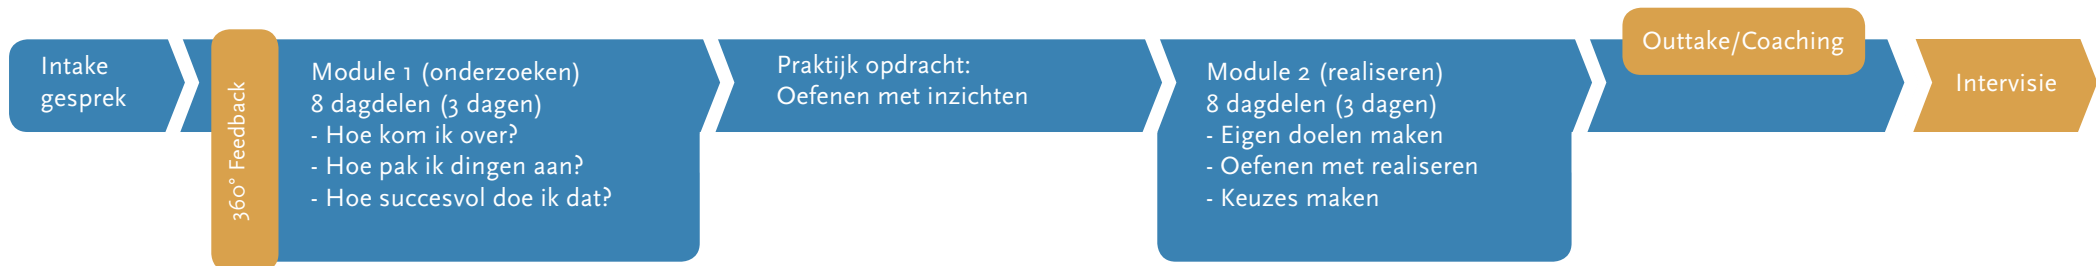 Intake
gesprek
360° Feedback
Module 1 (onderzoeken)
8 dagdelen (3 dagen)
- Hoe kom ik over?
- Hoe pak ik dingen aan?
- Hoe succesvol doe ik dat?
Praktijk opdracht:
Oefenen met inzichten
Module 2 (realiseren)
8 dagdelen (3 dagen)
- Eigen doelen maken
- Oefenen met realiseren
- Keuzes maken
Outtake/Coaching
Intervisie